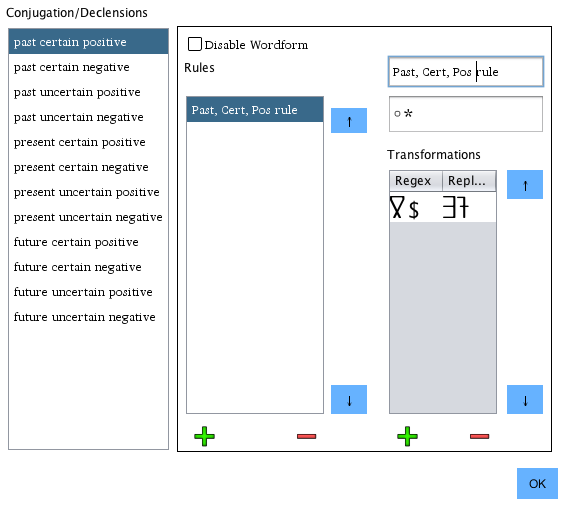 Conjugation/Declensions
past certain positive
past certain negative
past uncertain positive
past uncertain negative
present certain positive
present certain negative
present uncertain positive
present uncertain negative
future certain positive
future certain negative
future uncertain positive
future uncertain negative
Disable Wordform
Rules
Past, Cert, Pos rule
↑
↓
Past, Cert, Pos rule
Transformations
Regex Repl...
$
↑
↓
OK